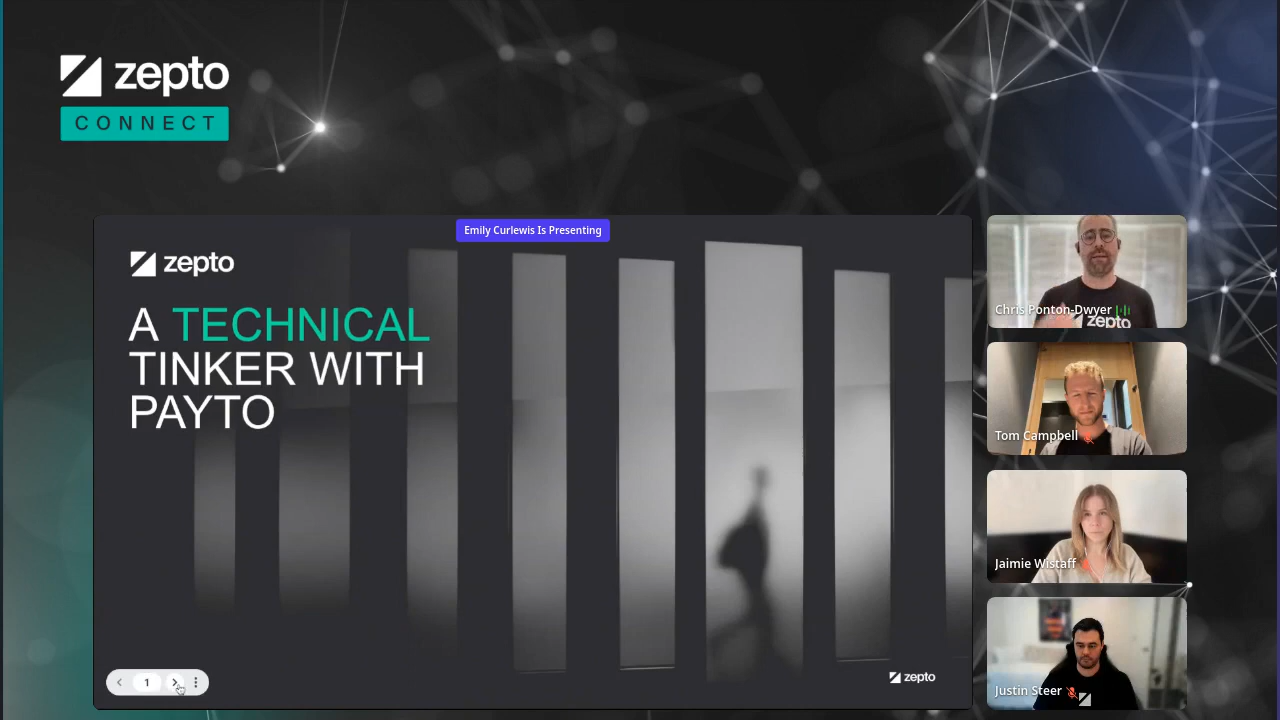 zepto
CONNECT
Emily Curlewis Is Presenting
zepto
A TECHNICAL
TINKER WITH
PAYTO
1
zepto
Chris Ponton-Dwyer
zepto
Tom Campbell
Jaimie Wistaff
Justin Steer